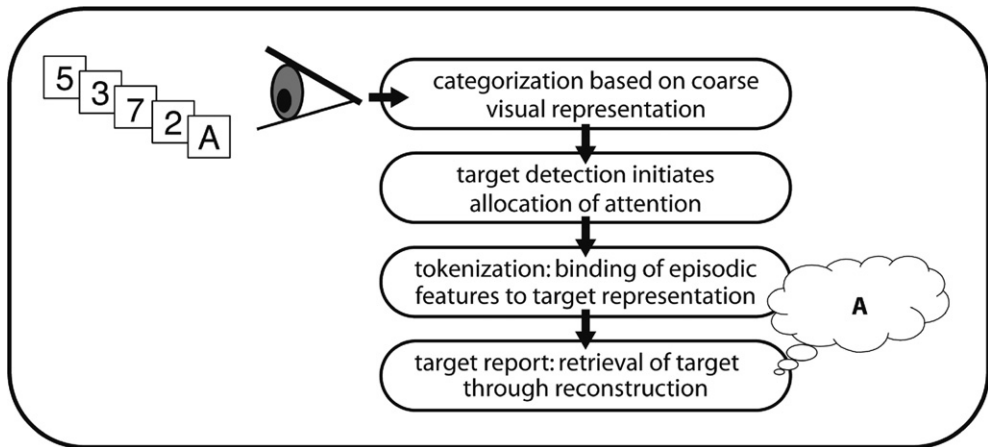 5
3
7
2
A
categorization based on coarse
visual representation
target detection initiates
allocation of attention
tokenization: binding of episodic
features to target representation
A
target report: retrieval of target
through reconstruction